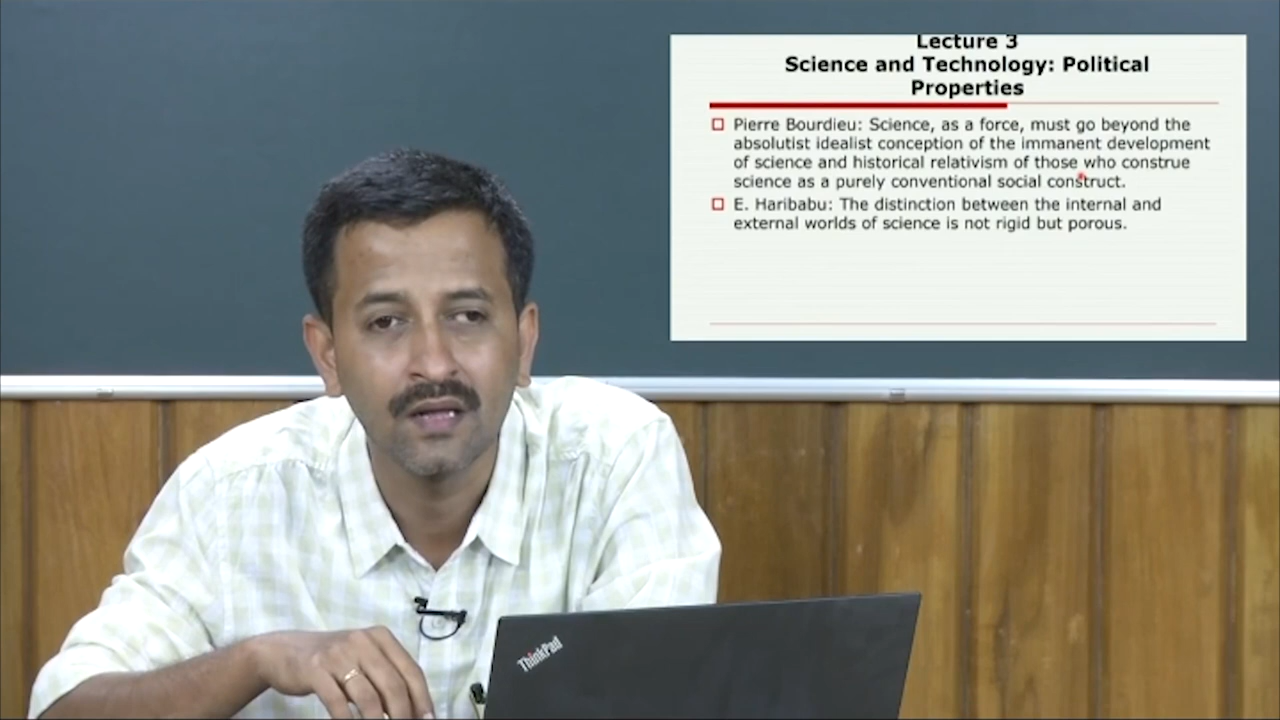 Lecture 3
Science and Technology: Political
Properties
Pierre Bourdieu: Science, as a force, must go beyond the
absolutist idealist conception of the immanent development
of science and historical relativism of those who construe
science as a purely conventional social construct.
E. Haribabu: The distinction between the internal and
external worlds of science is not rigid but porous.
ThinkPad